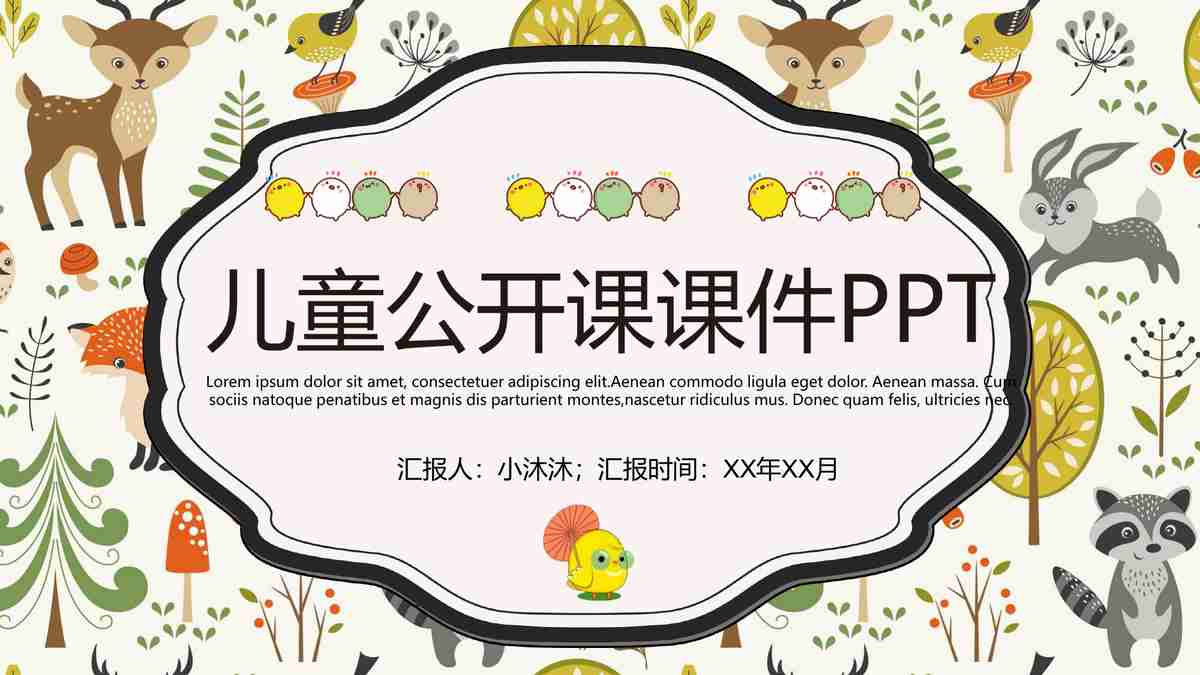 儿童公开课课件PPT
Lorem ipsum dolor sit amet, consectetuer adipiscing elit.Aenean commodo ligula eget dolor. Aenean massa. Cum
sociis natoque penatibus et magnis dis parturient montes,nascetur ridiculus mus. Donec quam felis, ultricies nec
汇报人：小沐沐；汇报时间：XX年XX月